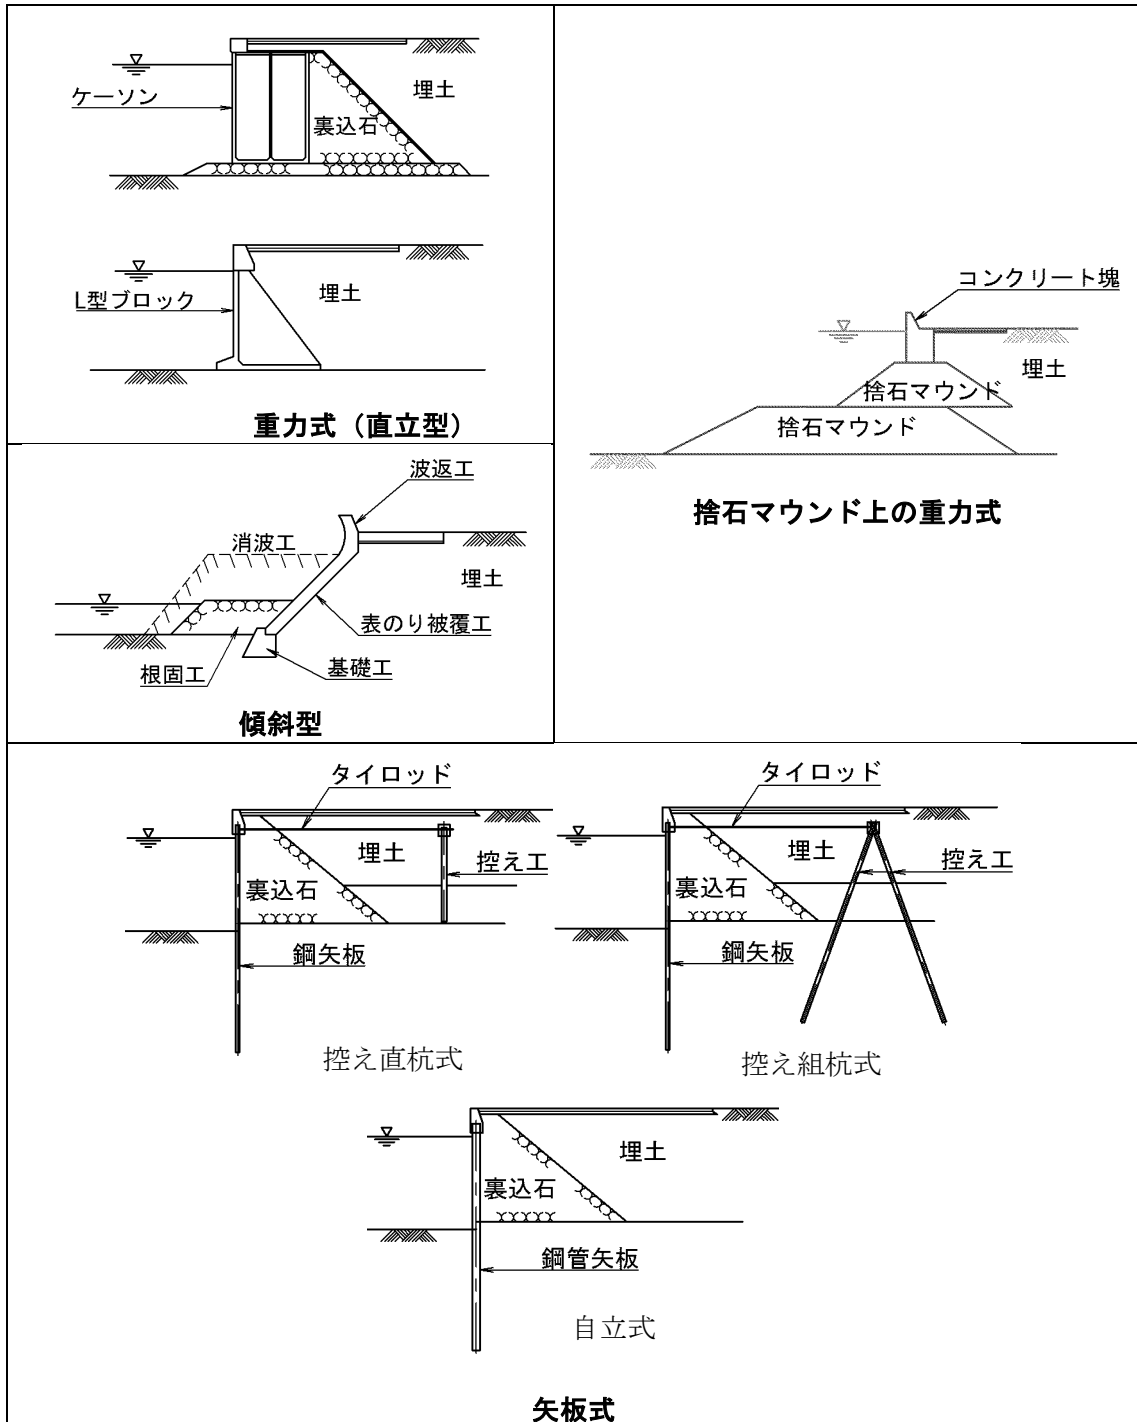 ケーソン
埋土
裏込石
L型ブロック
埋土
重力式（直立型）
コンクリート塊
埋土
捨石マウンド
捨石マウンド
捨石マウンド上の重力式
波返工
消波工
埋土
表のり被覆工
根固工
基礎工
傾斜型
タイロッド
埋土
控え工
裏込石
鋼矢板
控え直杭式
タイロッド
埋土
控え工
裏込石
鋼矢板
控え組杭式
埋土
裏込石
鋼管矢板
自立式
矢板式